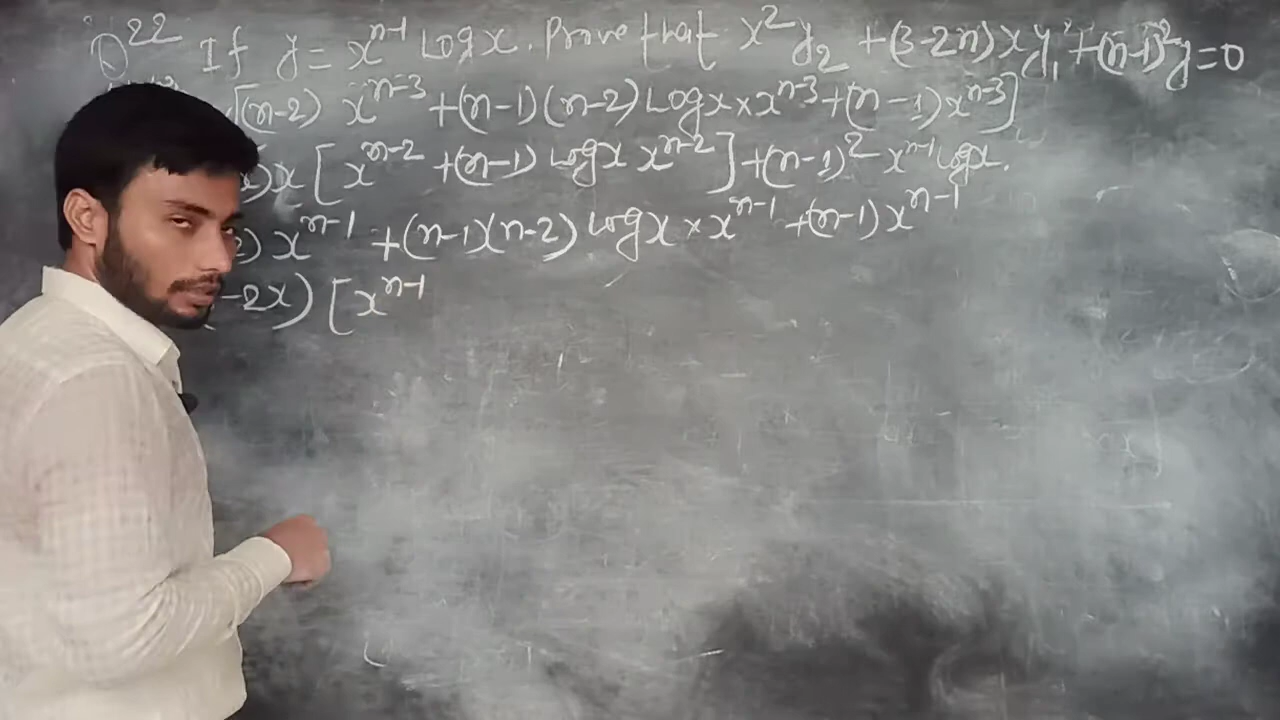 Q22 If y = x^{n-1} Log x. Prove that x^2 y_2 + (3-2n) x y_1 + (n-1)^2 y = 0
[(n-2) x^{n-3} + (n-1)(n-2) Log x × x^{n-3} + (n-1) x^{n-3}]
)x [x^{n-2} + (n-1) Log x x^{n-2}] + (n-1)^2 x^{n-1} Log x.
) x^{n-1} + (n-1)(n-2) Log x × x^{n-1} + (n-1) x^{n-1}
-2x) [x^{n-1}